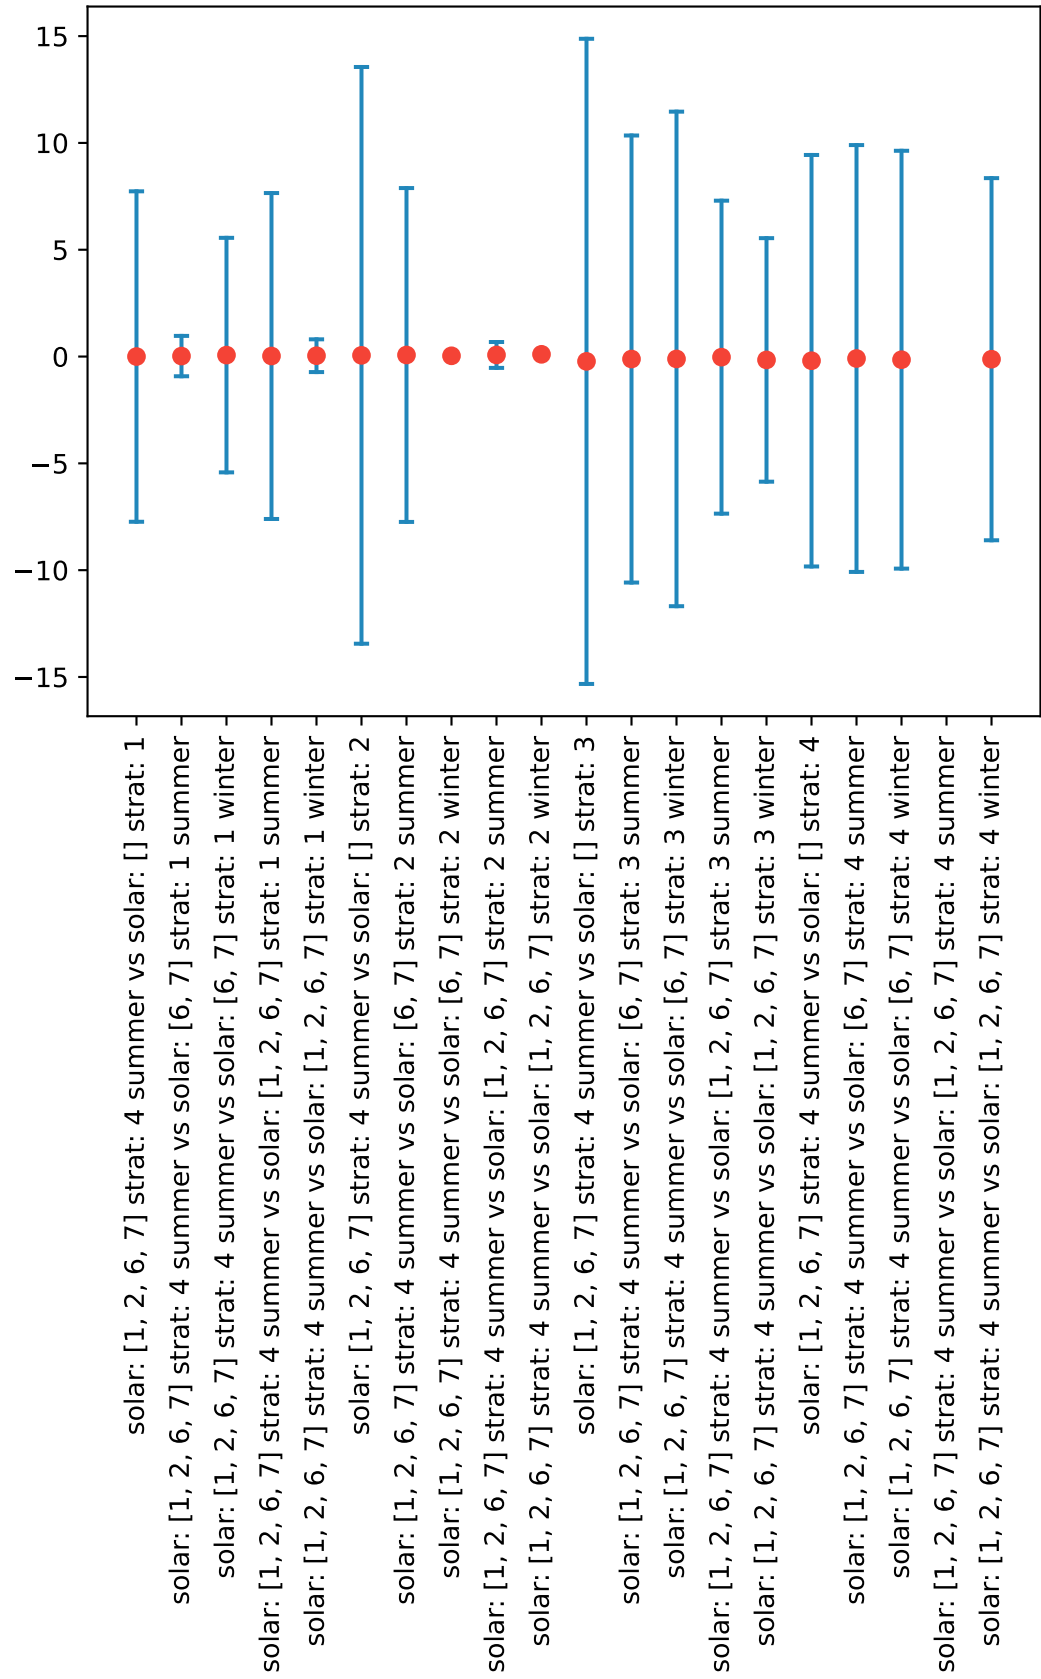 15
10
5
0
−5
−10
−15
solar: [1, 2, 6, 7] strat: 4 summer vs solar: [] strat: 1
solar: [1, 2, 6, 7] strat: 4 summer vs solar: [6, 7] strat: 1 summer
solar: [1, 2, 6, 7] strat: 4 summer vs solar: [6, 7] strat: 1 winter
solar: [1, 2, 6, 7] strat: 4 summer vs solar: [1, 2, 6, 7] strat: 1 summer
solar: [1, 2, 6, 7] strat: 4 summer vs solar: [1, 2, 6, 7] strat: 1 winter
solar: [1, 2, 6, 7] strat: 4 summer vs solar: [] strat: 2
solar: [1, 2, 6, 7] strat: 4 summer vs solar: [6, 7] strat: 2 summer
solar: [1, 2, 6, 7] strat: 4 summer vs solar: [6, 7] strat: 2 winter
solar: [1, 2, 6, 7] strat: 4 summer vs solar: [1, 2, 6, 7] strat: 2 summer
solar: [1, 2, 6, 7] strat: 4 summer vs solar: [1, 2, 6, 7] strat: 2 winter
solar: [1, 2, 6, 7] strat: 4 summer vs solar: [] strat: 3
solar: [1, 2, 6, 7] strat: 4 summer vs solar: [6, 7] strat: 3 summer
solar: [1, 2, 6, 7] strat: 4 summer vs solar: [6, 7] strat: 3 winter
solar: [1, 2, 6, 7] strat: 4 summer vs solar: [1, 2, 6, 7] strat: 3 summer
solar: [1, 2, 6, 7] strat: 4 summer vs solar: [1, 2, 6, 7] strat: 3 winter
solar: [1, 2, 6, 7] strat: 4 summer vs solar: [] strat: 4
solar: [1, 2, 6, 7] strat: 4 summer vs solar: [6, 7] strat: 4 summer
solar: [1, 2, 6, 7] strat: 4 summer vs solar: [6, 7] strat: 4 winter
solar: [1, 2, 6, 7] strat: 4 summer vs solar: [1, 2, 6, 7] strat: 4 summer
solar: [1, 2, 6, 7] strat: 4 summer vs solar: [1, 2, 6, 7] strat: 4 winter